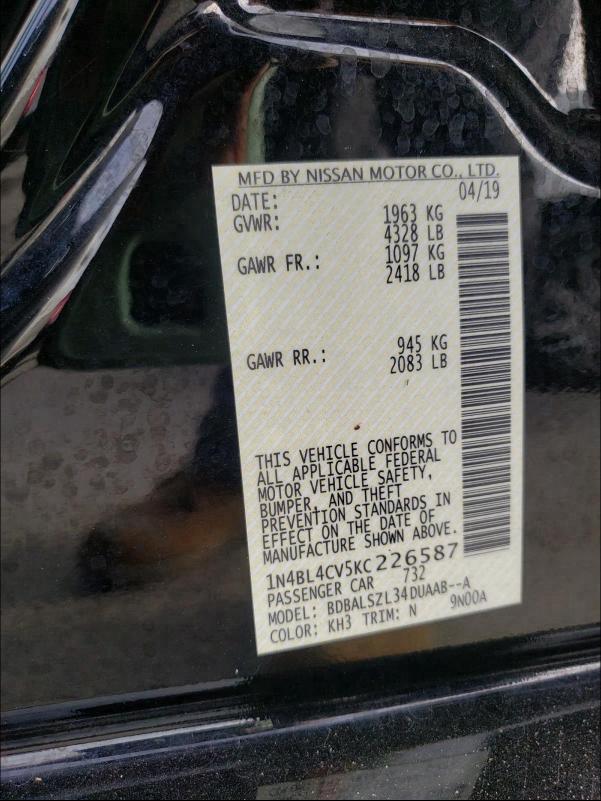 MFD BY NISSAN MOTOR CO., LTD.
DATE: 04/19
GVWR: 1963 KG
4328 LB
GAWR FR.: 1097 KG
2418 LB
GAWR RR.: 945 KG
2083 LB
THIS VEHICLE CONFORMS TO
ALL APPLICABLE FEDERAL
MOTOR VEHICLE SAFETY,
BUMPER, AND THEFT
PREVENTION STANDARDS IN
EFFECT ON THE DATE OF
MANUFACTURE SHOWN ABOVE.
1N4BL4CV5KC226587
PASSENGER CAR 732
MODEL: BDBALSZL34DUAAB--A
COLOR: KH3 TRIM: N 9N00A